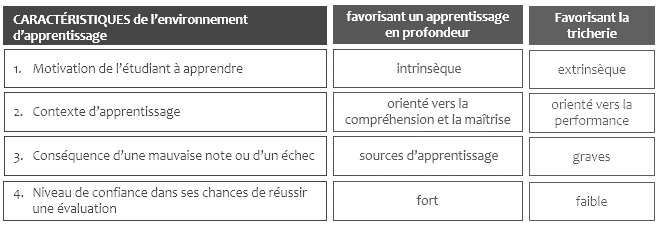 CARACTÉRISTIQUES de l'environnement
d'apprentissage
favorisant un apprentissage
en profondeur
Favorisant la
tricherie
1. Motivation de l'étudiant à apprendre
intrinsèque
extrinsèque
2. Contexte d'apprentissage
orienté vers la
compréhension et la maîtrise
orienté vers la
performance
3. Conséquence d'une mauvaise note ou d'un échec
sources d'apprentissage
graves
4. Niveau de confiance dans ses chances de réussir
une évaluation
fort
faible